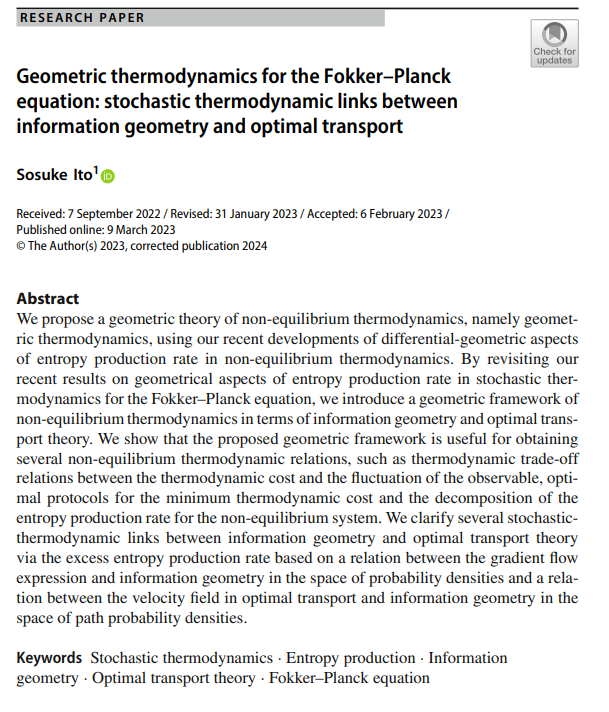 RESEARCH PAPER
Check for
updates
Geometric thermodynamics for the Fokker–Planck
equation: stochastic thermodynamic links between
information geometry and optimal transport
Sosuke Ito1 iD
Received: 7 September 2022 / Revised: 31 January 2023 / Accepted: 6 February 2023 /
Published online: 9 March 2023
© The Author(s) 2023, corrected publication 2024
Abstract
We propose a geometric theory of non-equilibrium thermodynamics, namely geomet-
ric thermodynamics, using our recent developments of differential-geometric aspects
of entropy production rate in non-equilibrium thermodynamics. By revisiting our
recent results on geometrical aspects of entropy production rate in stochastic ther-
modynamics for the Fokker–Planck equation, we introduce a geometric framework of
non-equilibrium thermodynamics in terms of information geometry and optimal trans-
port theory. We show that the proposed geometric framework is useful for obtaining
several non-equilibrium thermodynamic relations, such as thermodynamic trade-off
relations between the thermodynamic cost and the fluctuation of the observable, opti-
mal protocols for the minimum thermodynamic cost and the decomposition of the
entropy production rate for the non-equilibrium system. We clarify several stochastic-
thermodynamic links between information geometry and optimal transport theory
via the excess entropy production rate based on a relation between the gradient flow
expression and information geometry in the space of probability densities and a rela-
tion between the velocity field in optimal transport and information geometry in the
space of path probability densities.
Keywords Stochastic thermodynamics · Entropy production · Information
geometry · Optimal transport theory · Fokker–Planck equation